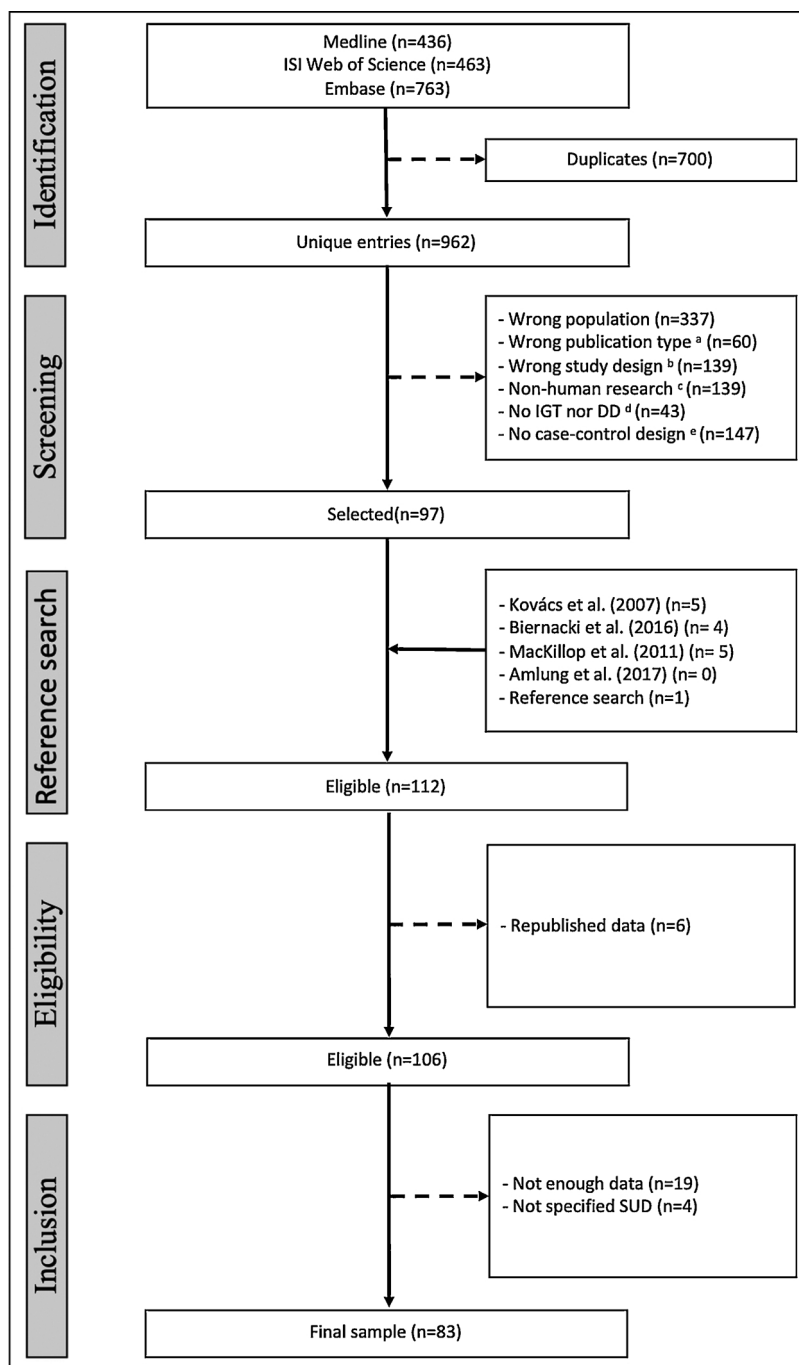 Identification
Medline (n=436)
ISI Web of Science (n=463)
Embase (n=763)
Duplicates (n=700)
Unique entries (n=962)
Screening
- Wrong population (n=337)
- Wrong publication type ᵃ (n=60)
- Wrong study design ᵇ (n=139)
- Non-human research ᶜ (n=139)
- No IGT nor DD ᵈ (n=43)
- No case-control design ᵉ (n=147)
Selected(n=97)
Reference search
- Kovács et al. (2007) (n=5)
- Biernacki et al. (2016) (n= 4)
- MacKillop et al. (2011) (n= 5)
- Amlung et al. (2017) (n= 0)
- Reference search (n=1)
Eligible (n=112)
Eligibility
- Republished data (n=6)
Eligible (n=106)
Inclusion
- Not enough data (n=19)
- Not specified SUD (n=4)
Final sample (n=83)